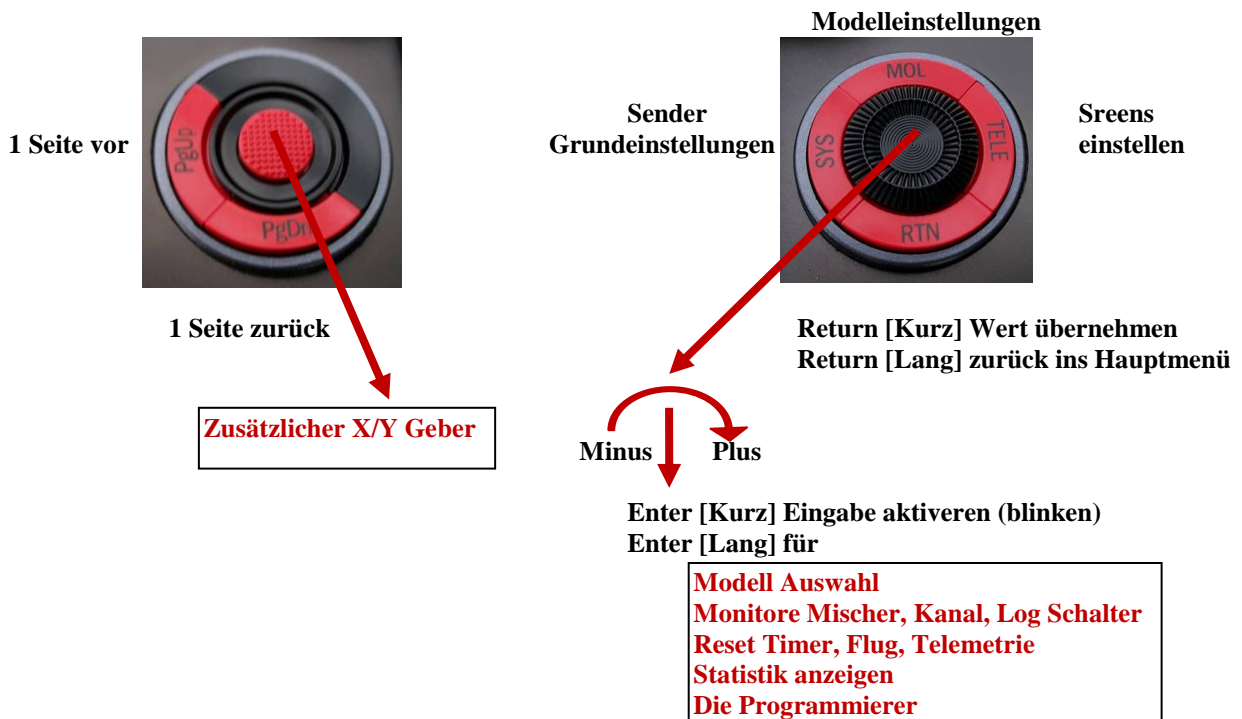 Modelleinstellungen
1 Seite vor
PgUp
PgDn
1 Seite zurück
Zusätzlicher X/Y Geber
Sender
Grundeinstellungen
MOL
SYS
TELE
RTN
Sreens
einstellen
Return [Kurz] Wert übernehmen
Return [Lang] zurück ins Hauptmenü
Minus
Plus
Enter [Kurz] Eingabe aktiveren (blinken)
Enter [Lang] für
Modell Auswahl
Monitore Mischer, Kanal, Log Schalter
Reset Timer, Flug, Telemetrie
Statistik anzeigen
Die Programmierer